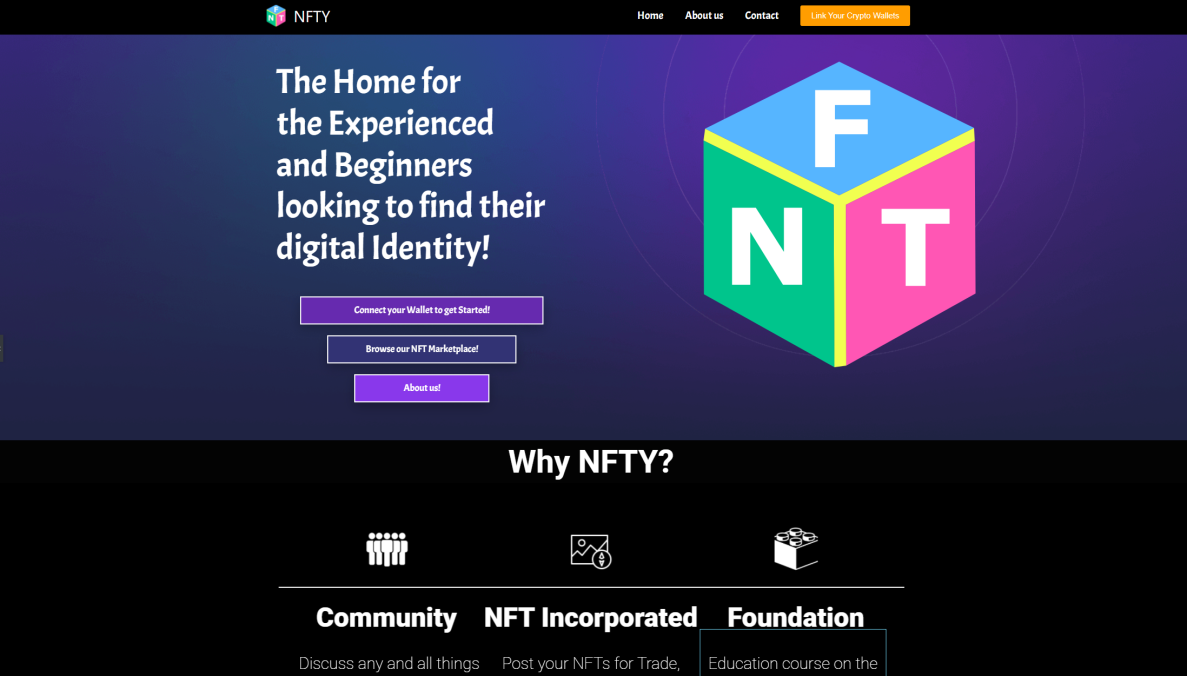 NFTY
Home
About us
Contact
Link Your Crypto Wallets
The Home for
the Experienced
and Beginners
looking to find their
digital Identity!
Connect your Wallet to get Started!
Browse our NFT Marketplace!
About us!
F
N T
Why NFTY?
Community
NFT Incorporated
Foundation
Discuss any and all things
Post your NFTs for Trade,
Education course on the